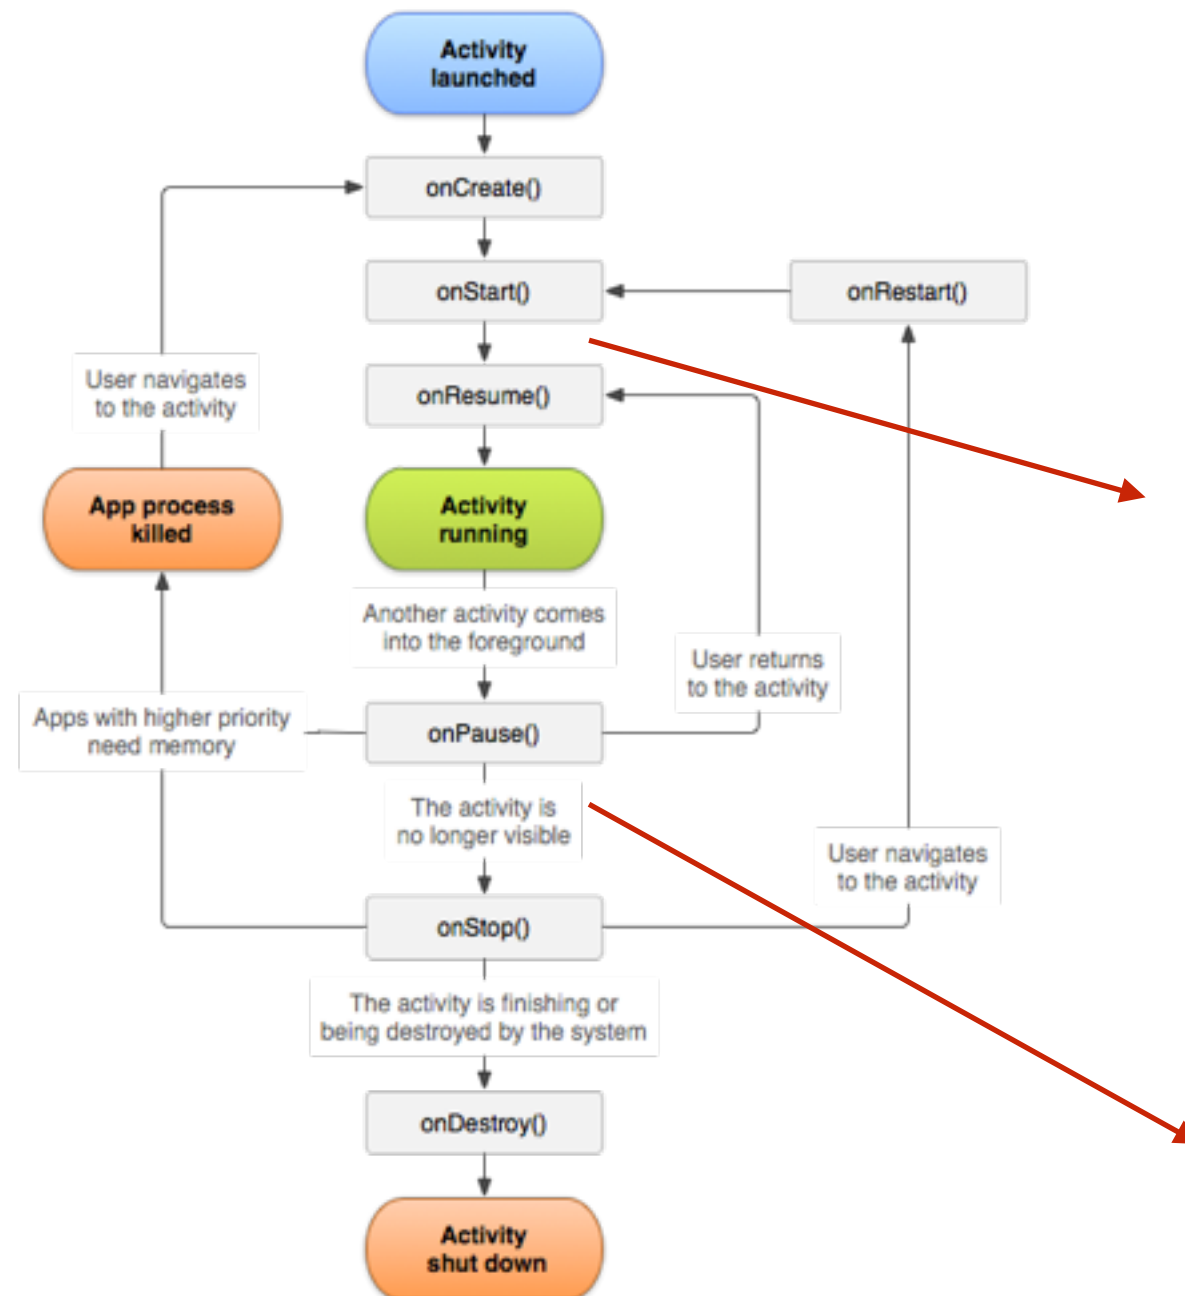 Activity
launched
onCreate()
onStart()
onRestart()
User navigates
to the activity
onResume()
App process
killed
Activity
running
Another activity comes
into the foreground
User returns
to the activity
Apps with higher priority
need memory
onPause()
The activity is
no longer visible
User navigates
to the activity
onStop()
The activity is finishing or
being destroyed by the system
onDestroy()
Activity
shut down